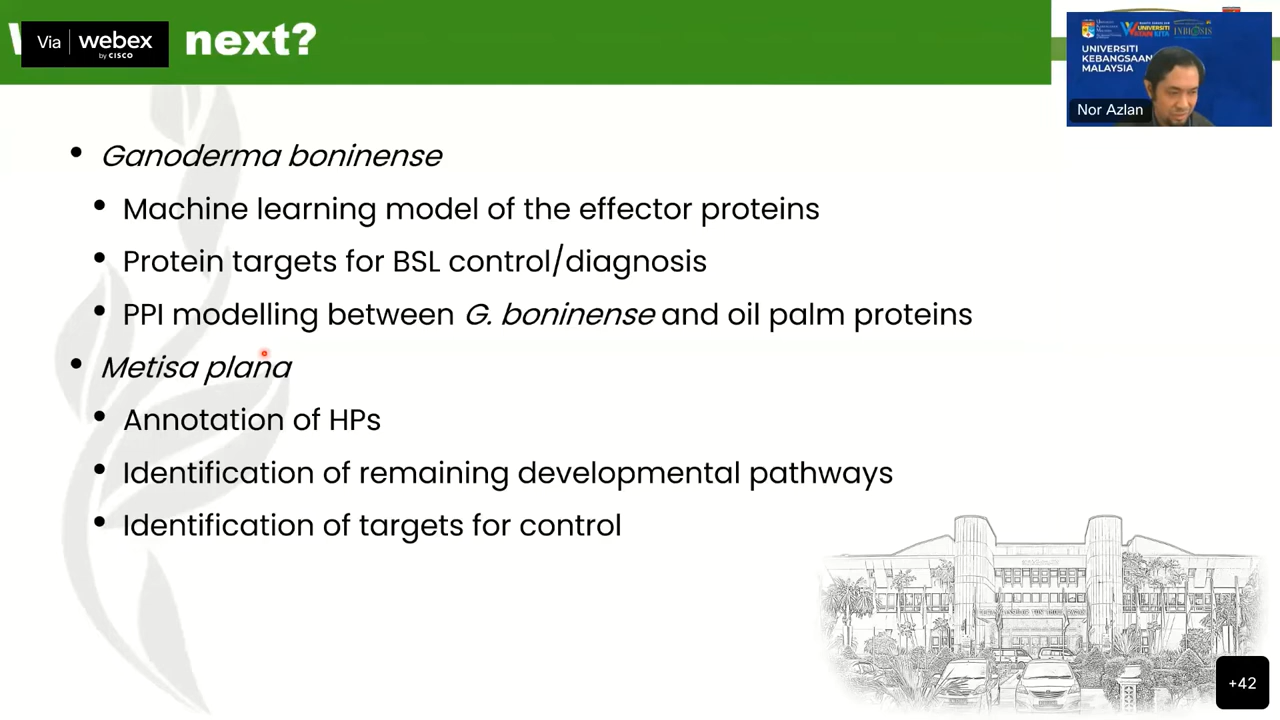 Via webex
by CISCO
next?
UNIVERSITI
KEBANGSAAN
MALAYSIA
Nor Azlan
• Ganoderma boninense
• Machine learning model of the effector proteins
• Protein targets for BSL control/diagnosis
• PPI modelling between G. boninense and oil palm proteins
• Metisa plana
• Annotation of HPs
• Identification of remaining developmental pathways
• Identification of targets for control
+42